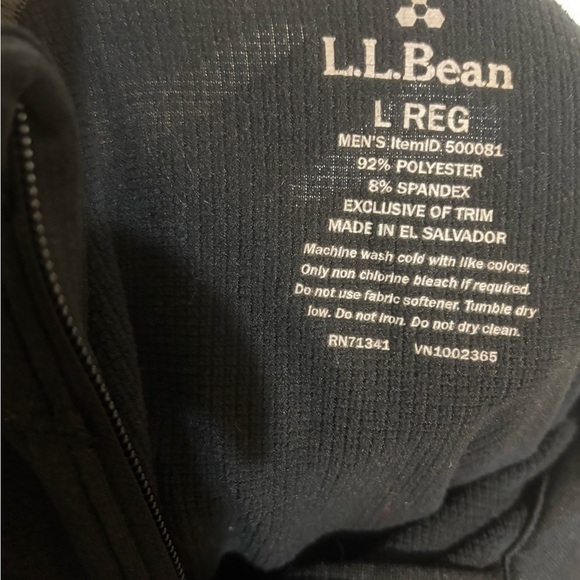 L.L.Bean
L REG
MEN'S ItemID. 500081
92% POLYESTER
8% SPANDEX
EXCLUSIVE OF TRIM
MADE IN EL SALVADOR
Machine wash cold with like colors.
Only non chlorine bleach if required.
Do not use fabric softener. Tumble dry
low. Do not iron. Do not dry clean.
RN71341 VN1002365